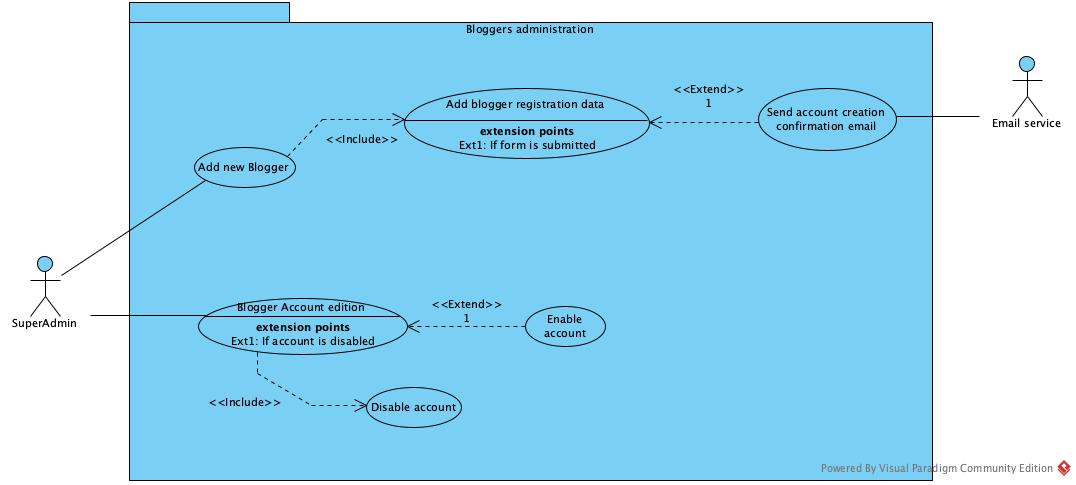 Bloggers administration
<<Extend>>
1
Add blogger registration data
extension points
Ext1: If form is submitted
Send account creation
confirmation email
Email service
<<Include>>
Add new Blogger
SuperAdmin
Blogger Account edition
extension points
Ext1: If account is disabled
<<Extend>>
1
Enable
account
<<Include>>
Disable account
Powered By Visual Paradigm Community Edition